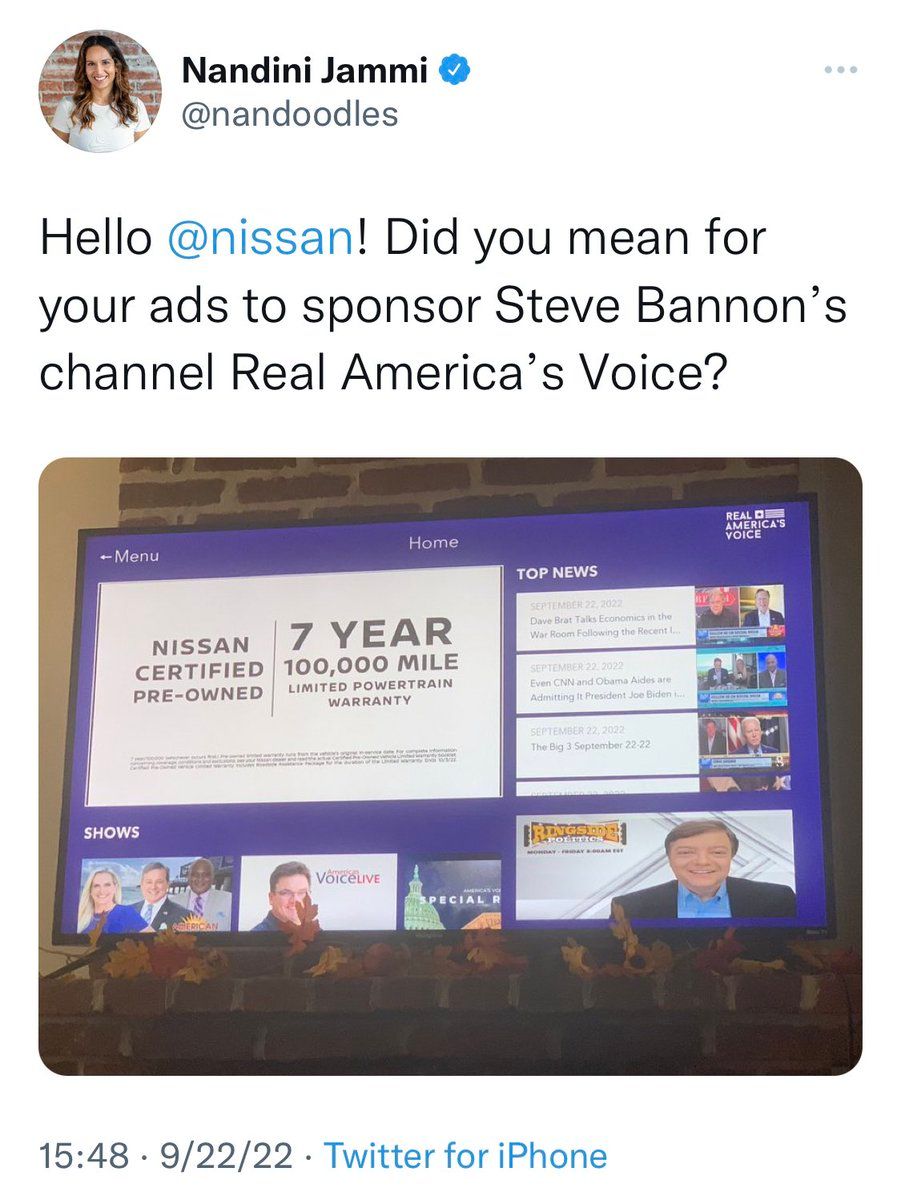 Nandini Jammi
@nandoodles
Hello @nissan! Did you mean for
your ads to sponsor Steve Bannon’s
channel Real America’s Voice?
←Menu
Home
REAL
AMERICA'S
VOICE
NISSAN
CERTIFIED
PRE-OWNED
7 YEAR
100,000 MILE
LIMITED POWERTRAIN
WARRANTY
TOP NEWS
SEPTEMBER 22, 2022
Dave Brat Talks Economics in the
War Room Following the Recent I...
SEPTEMBER 22, 2022
Even CNN and Obama Aides are
Admitting It President Joe Biden i...
SEPTEMBER 22, 2022
The Big 3 September 22-22
SHOWS
AMERICAN
Americas
VOICELIVE
AMERICA'S VO
SPECIAL R
RINGSIDE
POLITICS
MONDAY - FRIDAY 8:00AM EST
15:48 · 9/22/22 · Twitter for iPhone